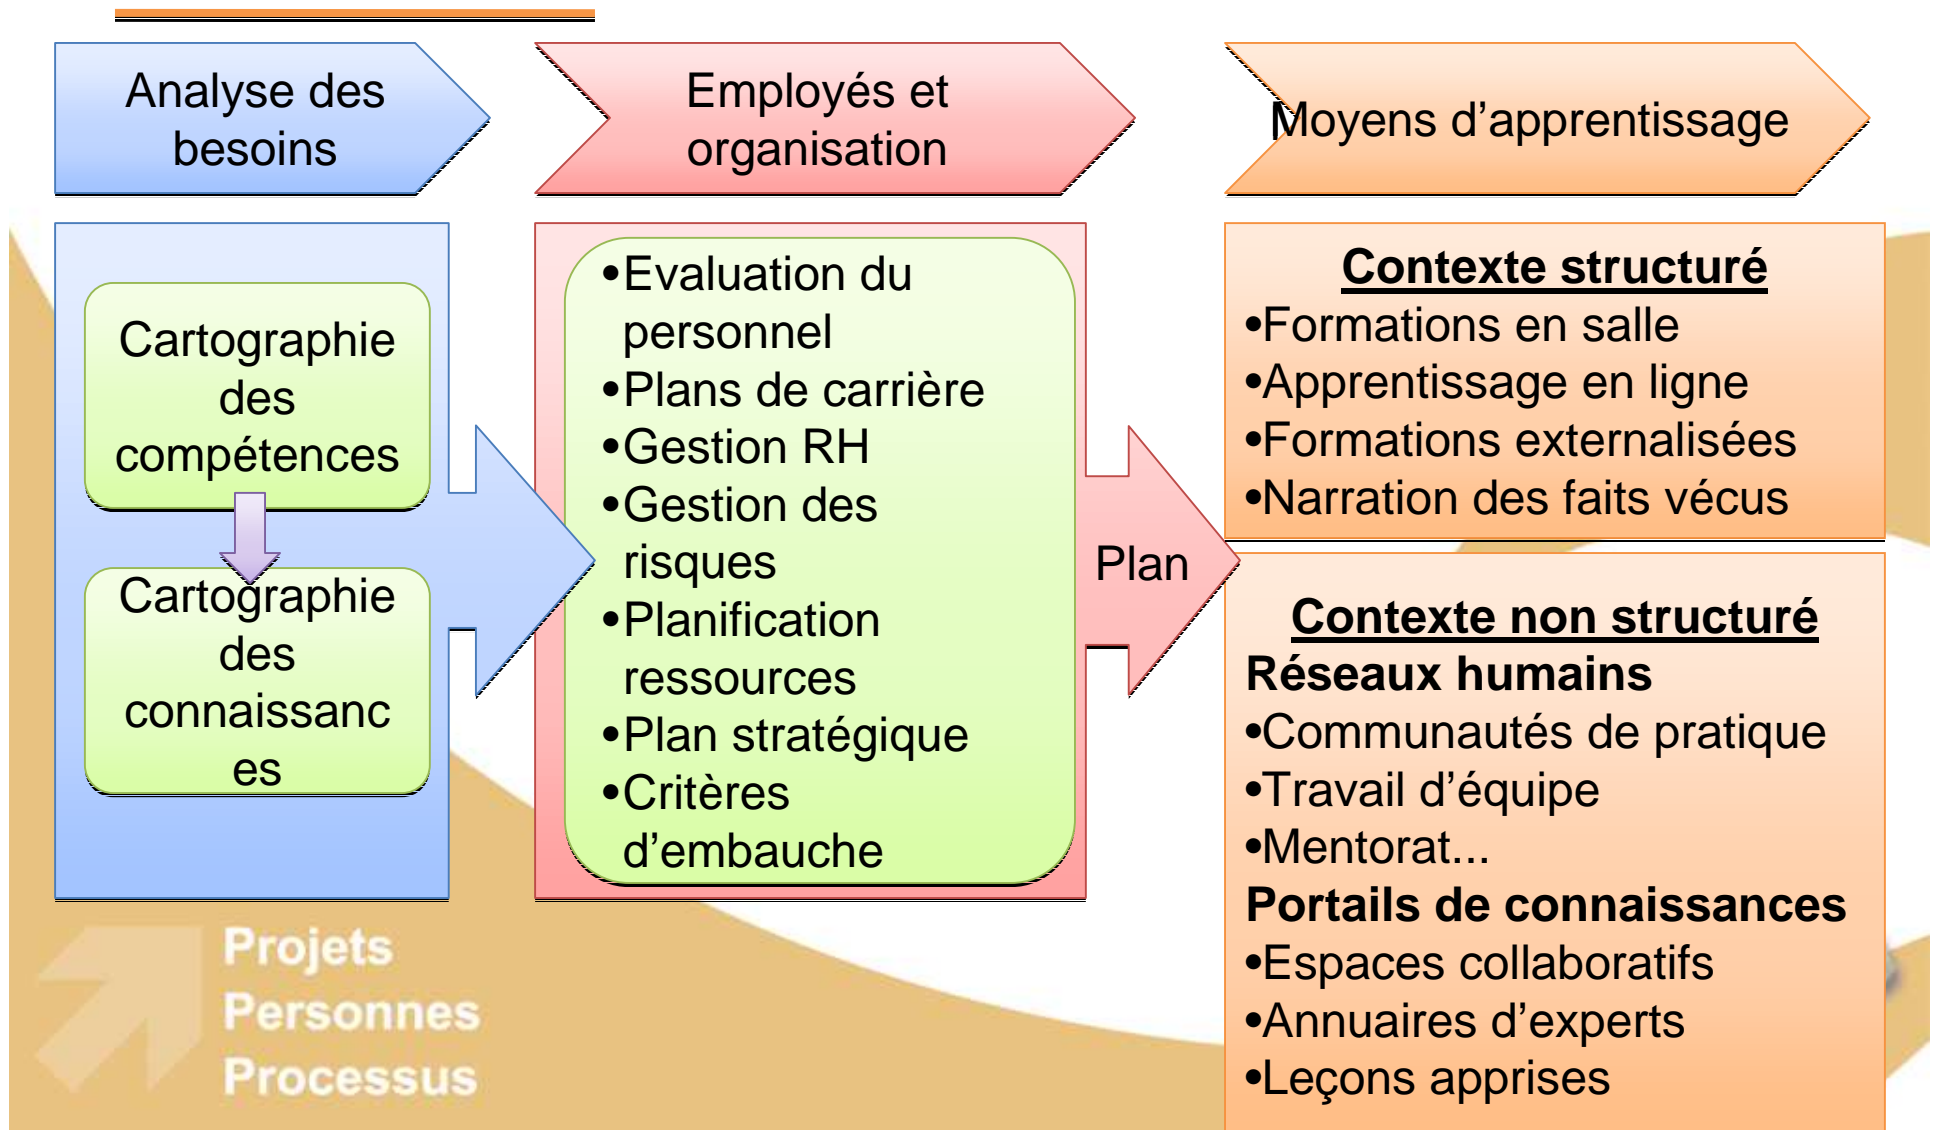 Analyse des
besoins
Employés et
organisation
Moyens d’apprentissage
Cartographie
des
compétences
Cartographie
des
connaissanc
es
•Evaluation du
personnel
•Plans de carrière
•Gestion RH
•Gestion des
risques
•Planification
ressources
•Plan stratégique
•Critères
d’embauche
Plan
Contexte structuré
•Formations en salle
•Apprentissage en ligne
•Formations externalisées
•Narration des faits vécus
Contexte non structuré
Réseaux humains
•Communautés de pratique
•Travail d’équipe
•Mentorat...
Portails de connaissances
•Espaces collaboratifs
•Annuaires d’experts
•Leçons apprises
Projets
Personnes
Processus